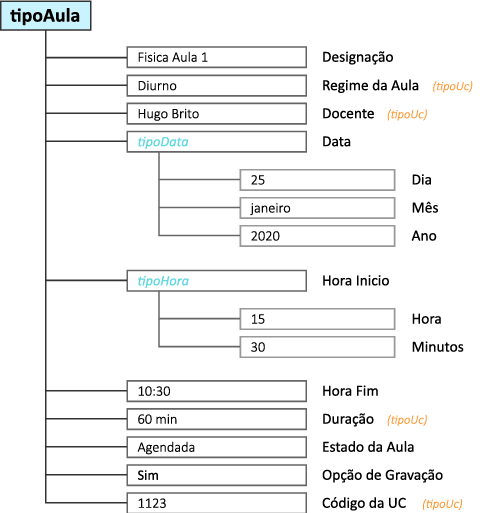 tipoAula
Fisica Aula 1 Designação
Diurno Regime da Aula (tipoUc)
Hugo Brito Docente (tipoUc)
tipoData Data
25 Dia
janeiro Mês
2020 Ano
tipoHora Hora Inicio
15 Hora
30 Minutos
10:30 Hora Fim
60 min Duração (tipoUc)
Agendada Estado da Aula
Sim Opção de Gravação
1123 Código da UC (tipoUc)